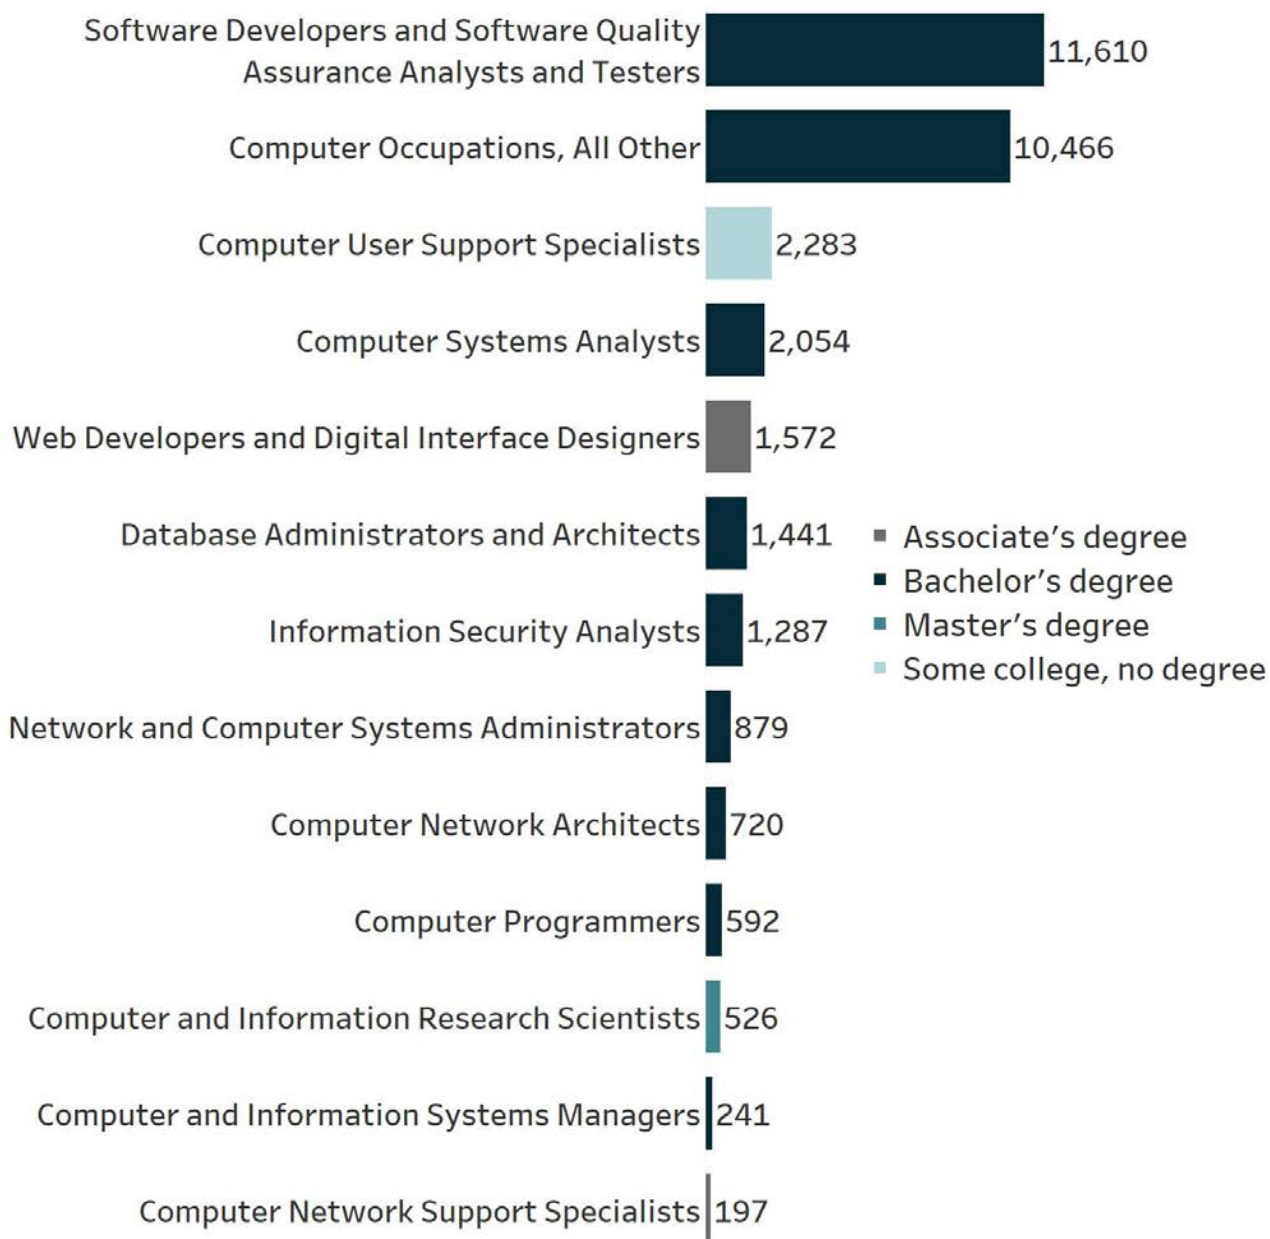 Software Developers and Software Quality
Assurance Analysts and Testers
11,610
Computer Occupations, All Other
10,466
Computer User Support Specialists
2,283
Computer Systems Analysts
2,054
Web Developers and Digital Interface Designers
1,572
Database Administrators and Architects
1,441
Information Security Analysts
1,287
Network and Computer Systems Administrators
879
Computer Network Architects
720
Computer Programmers
592
Computer and Information Research Scientists
526
Computer and Information Systems Managers
241
Computer Network Support Specialists
197
Associate’s degree
Bachelor’s degree
Master’s degree
Some college, no degree